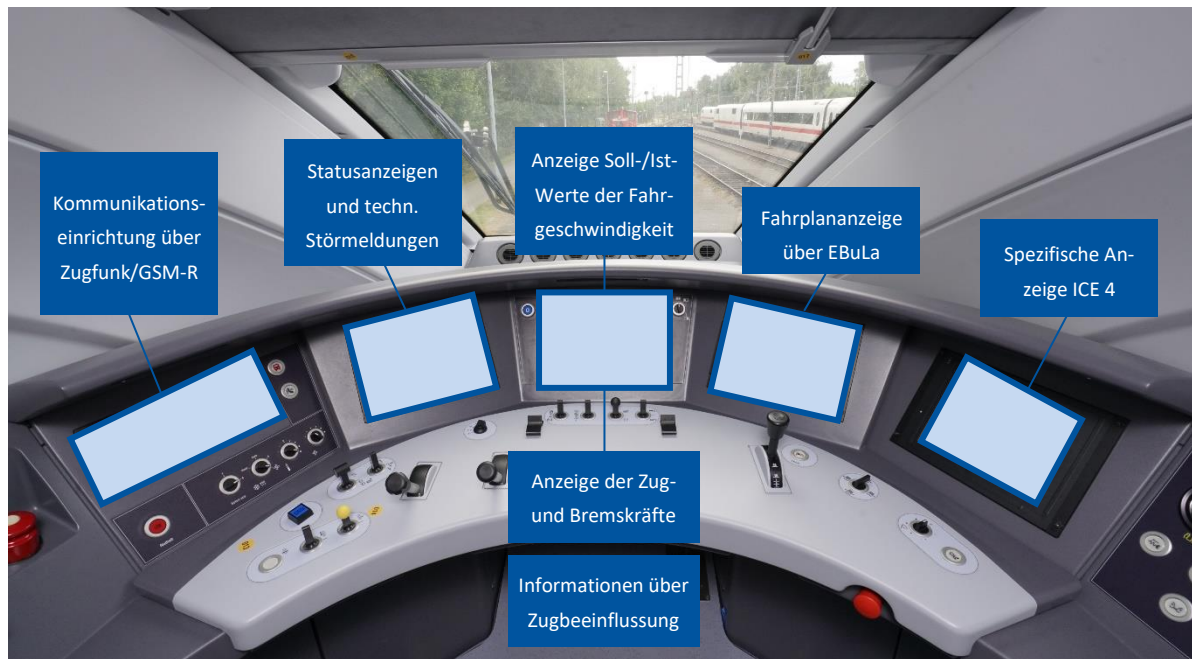 Kommunikations-
einrichtung über
Zugfunk/GSM-R
Statusanzeigen
und techn.
Störmeldungen
Anzeige Soll-/Ist-
Werte der Fahr-
geschwindigkeit
Fahrplananzeige
über EBuLa
Spezifische An-
zeige ICE 4
Anzeige der Zug-
und Bremskräfte
Informationen über
Zugbeeinflussung